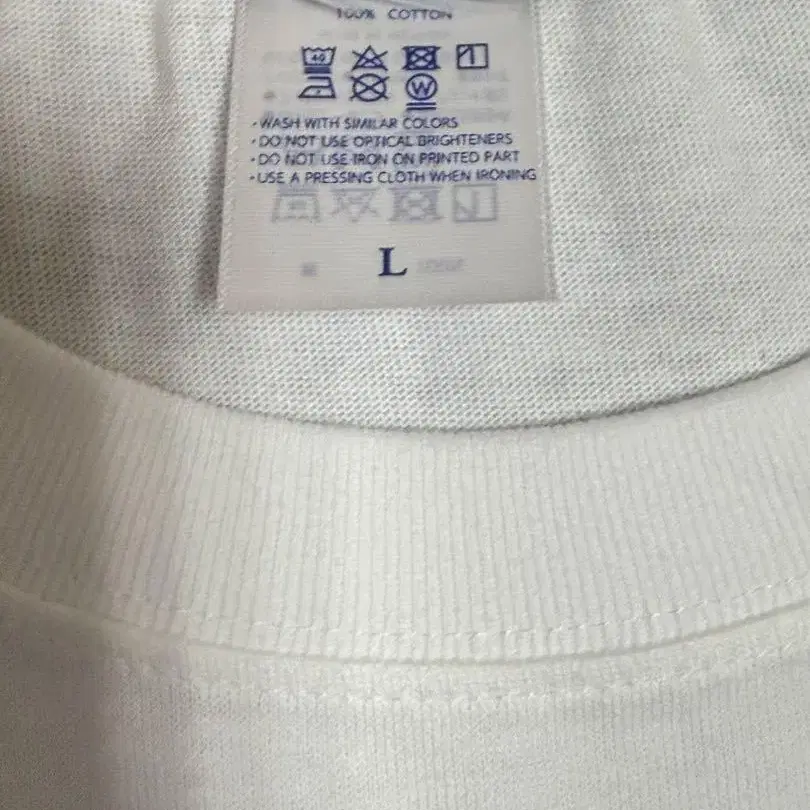 100% COTTON
40
W
• WASH WITH SIMILAR COLORS
• DO NOT USE OPTICAL BRIGHTENERS
• DO NOT USE IRON ON PRINTED PART
• USE A PRESSING CLOTH WHEN IRONING
L